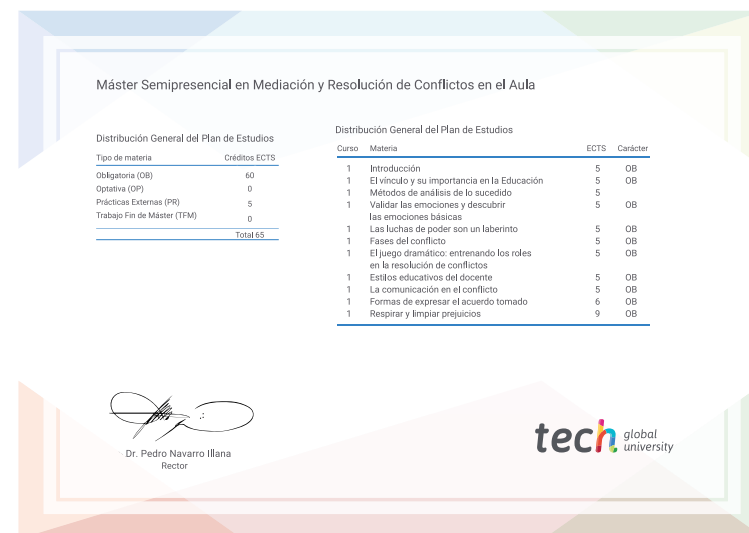 Máster Semipresencial en Mediación y Resolución de Conflictos en el Aula
Distribución General del Plan de Estudios
Tipo de materia Créditos ECTS
Obligatoria (OB) 60
Optativa (OP) 0
Prácticas Externas (PR) 5
Trabajo Fin de Máster (TFM) 0
Total 65
Distribución General del Plan de Estudios
Curso Materia ECTS Carácter
1 Introducción 5 OB
1 El vínculo y su importancia en la Educación 5 OB
1 Métodos de análisis de lo sucedido 5
1 Validar las emociones y descubrir 5 OB
las emociones básicas
1 Las luchas de poder son un laberinto 5 OB
1 Fases del conflicto 5 OB
1 El juego dramático: entrenando los roles 5 OB
en la resolución de conflictos
1 Estilos educativos del docente 5 OB
1 La comunicación en el conflicto 5 OB
1 Formas de expresar el acuerdo tomado 6 OB
1 Respirar y limpiar prejuicios 9 OB
Dr. Pedro Navarro Illana
Rector
tech global
university